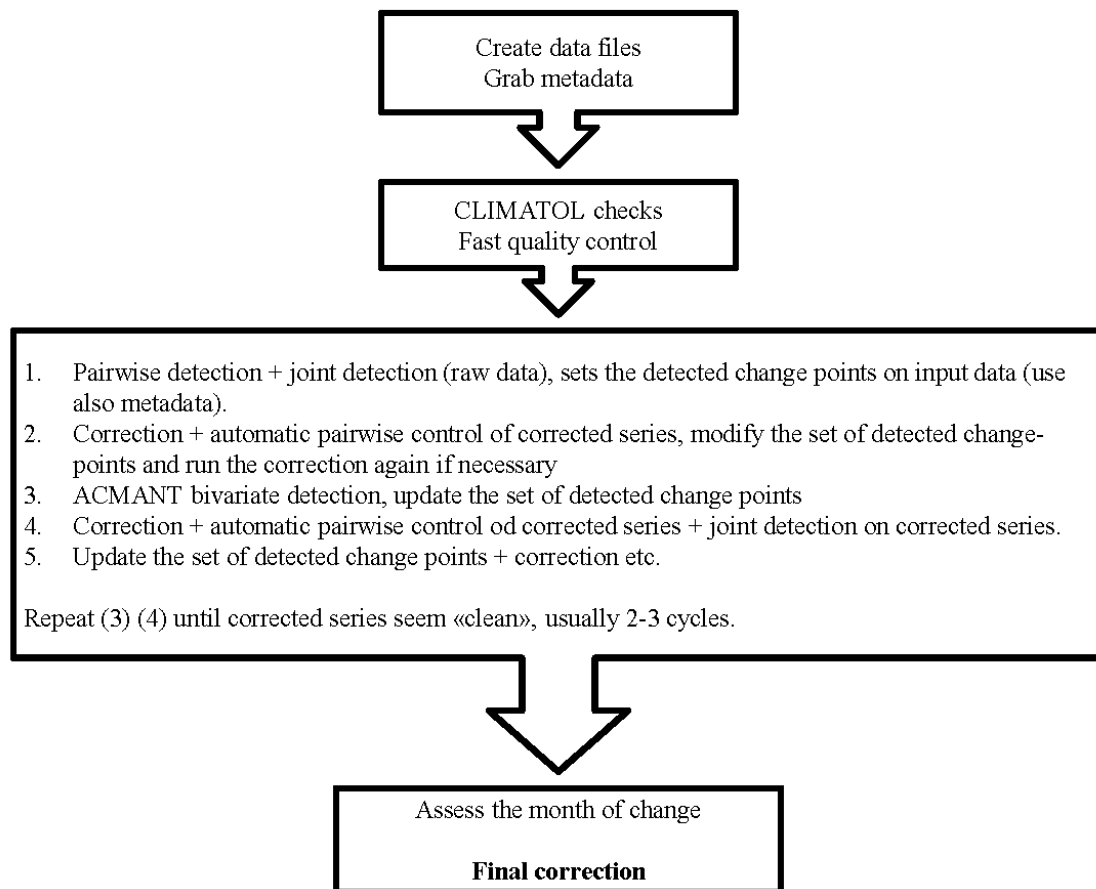 Create data files
Grab metadata
CLIMATOL checks
Fast quality control
1. Pairwise detection + joint detection (raw data), sets the detected change points on input data (use
also metadata).
2. Correction + automatic pairwise control of corrected series, modify the set of detected change-
points and run the correction again if necessary
3. ACMANT bivariate detection, update the set of detected change points
4. Correction + automatic pairwise control od corrected series + joint detection on corrected series.
5. Update the set of detected change points + correction etc.
Repeat (3) (4) until corrected series seem «clean», usually 2-3 cycles.
Assess the month of change
Final correction